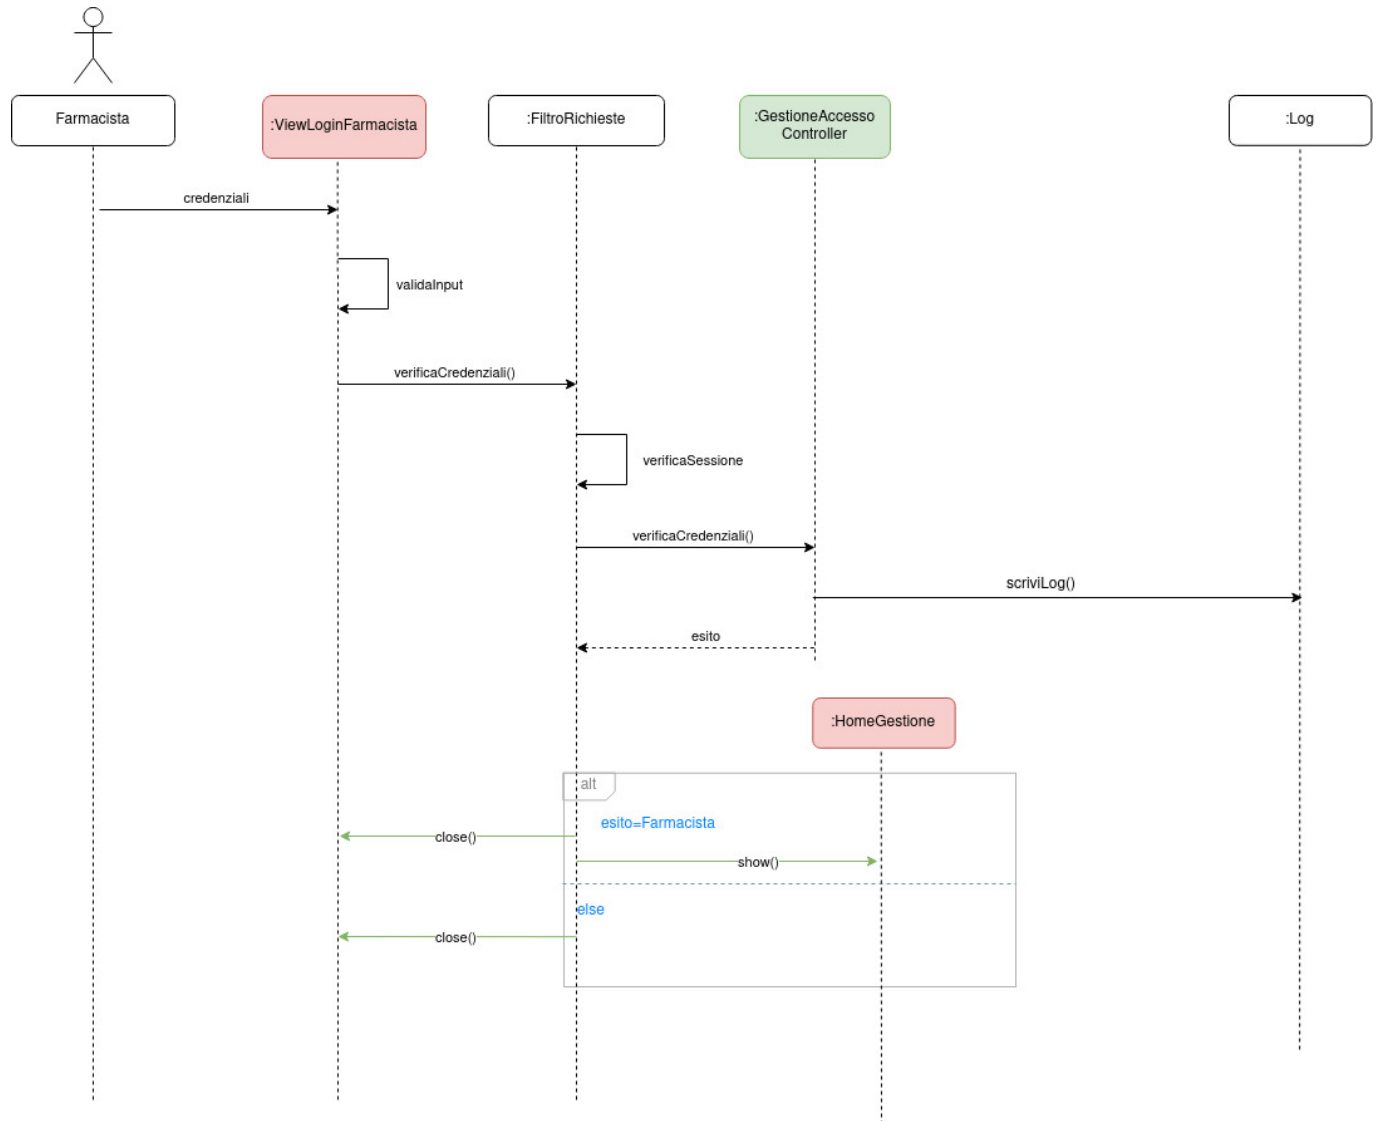 Farmacista
:ViewLoginFarmacista
:FiltroRichieste
:GestioneAccesso
Controller
:Log
credenziali
validaInput
verificaCredenziali()
verificaSessione
verificaCredenziali()
scriviLog()
esito
:HomeGestione
alt
esito=Farmacista
close()
show()
else
close()